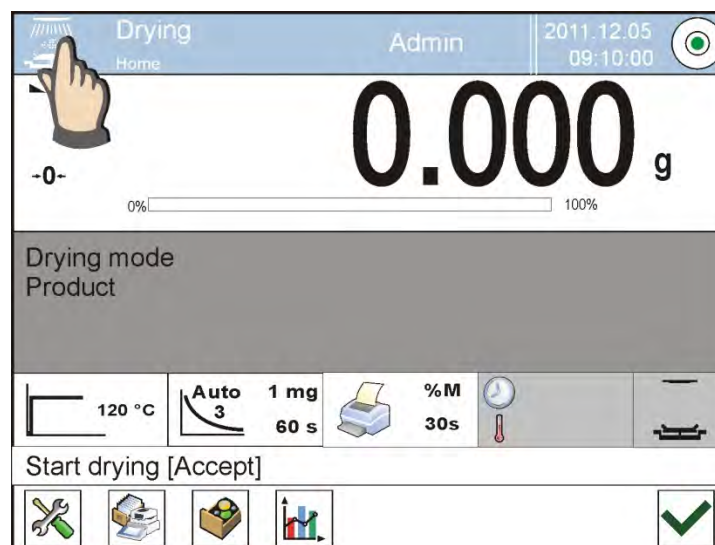 Drying
Home
Admin
2011.12.05
09:10:00
→0←
0.000 g
0% 100%
Drying mode
Product
120 °C
Auto 1 mg
3
60 s
%M
30s
Start drying [Accept]